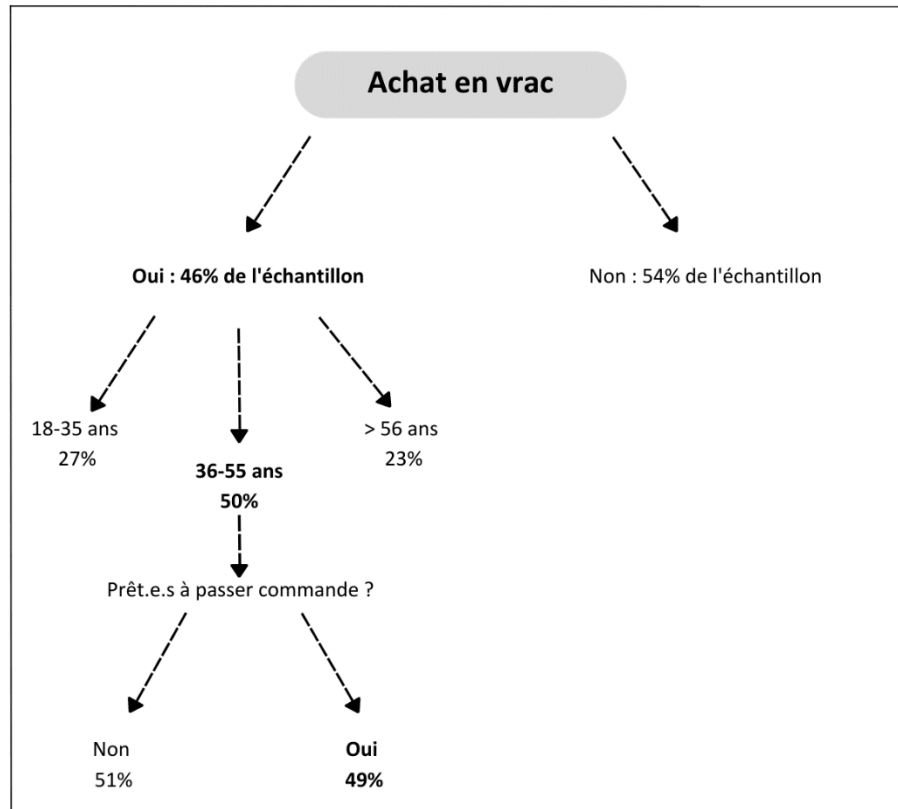 Achat en vrac
Oui : 46% de l'échantillon
Non : 54% de l'échantillon
18-35 ans
27%
36-55 ans
50%
> 56 ans
23%
Prêt.e.s à passer commande ?
Non
51%
Oui
49%